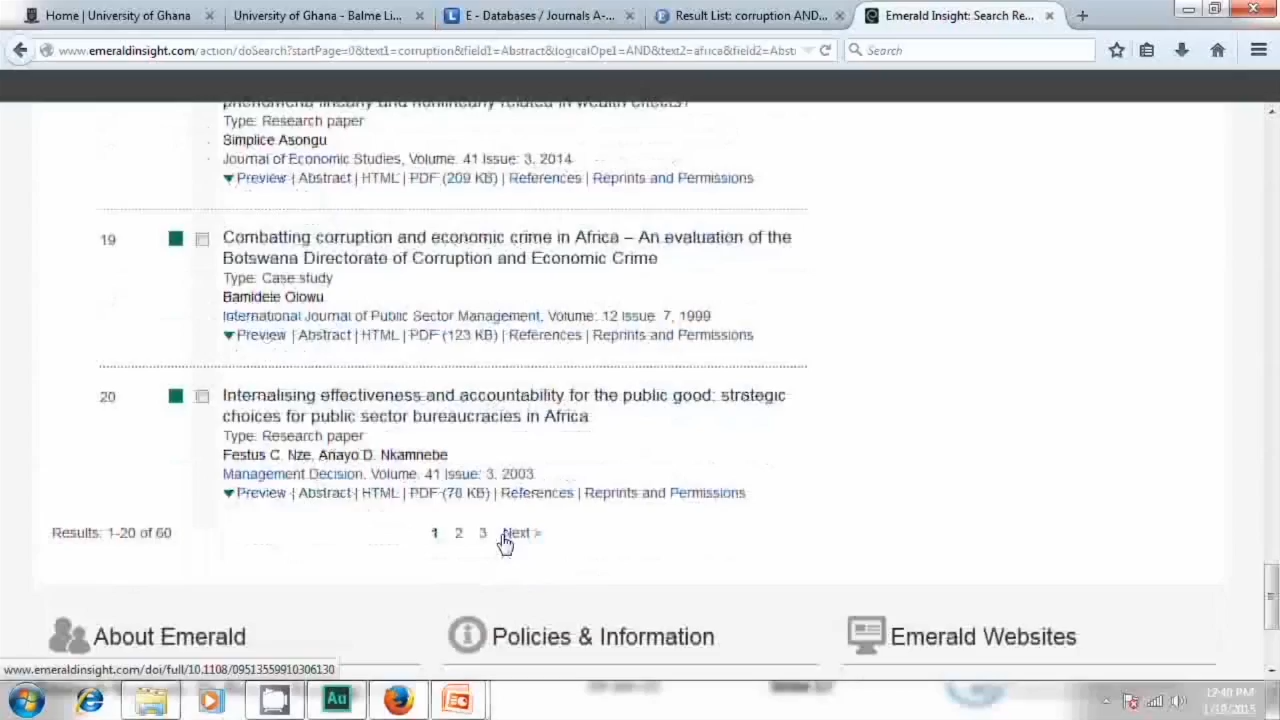 Home | University of Ghana
University of Ghana - Balme Li...
E - Databases / Journals A-...
Result List: corruption AND...
Emerald Insight: Search Re...
www.emeraldinsight.com/action/doSearch?startPage=0&text1=corruption&field1=Abstract&logicalOpe1=AND&text2=africa&field2=Abst
Search
phenomena linearly and nonlinearly related in wealth effects?
Type: Research paper
Simplice Asongu
Journal of Economic Studies, Volume: 41 Issue: 3, 2014
Preview | Abstract | HTML | PDF (209 KB) | References | Reprints and Permissions
19
Combatting corruption and economic crime in Africa – An evaluation of the
Botswana Directorate of Corruption and Economic Crime
Type: Case study
Bamidele Olowu
International Journal of Public Sector Management, Volume: 12 Issue: 7, 1999
Preview | Abstract | HTML | PDF (123 KB) | References | Reprints and Permissions
20
Internalising effectiveness and accountability for the public good: strategic
choices for public sector bureaucracies in Africa
Type: Research paper
Festus C. Nze, Anayo D. Nkamnebe
Management Decision, Volume: 41 Issue: 3, 2003
Preview | Abstract | HTML | PDF (78 KB) | References | Reprints and Permissions
Results: 1-20 of 60
1 2 3 Next >
About Emerald
Policies & Information
Emerald Websites
www.emeraldinsight.com/doi/full/10.1108/09513559910306130
Au
12:40 PM